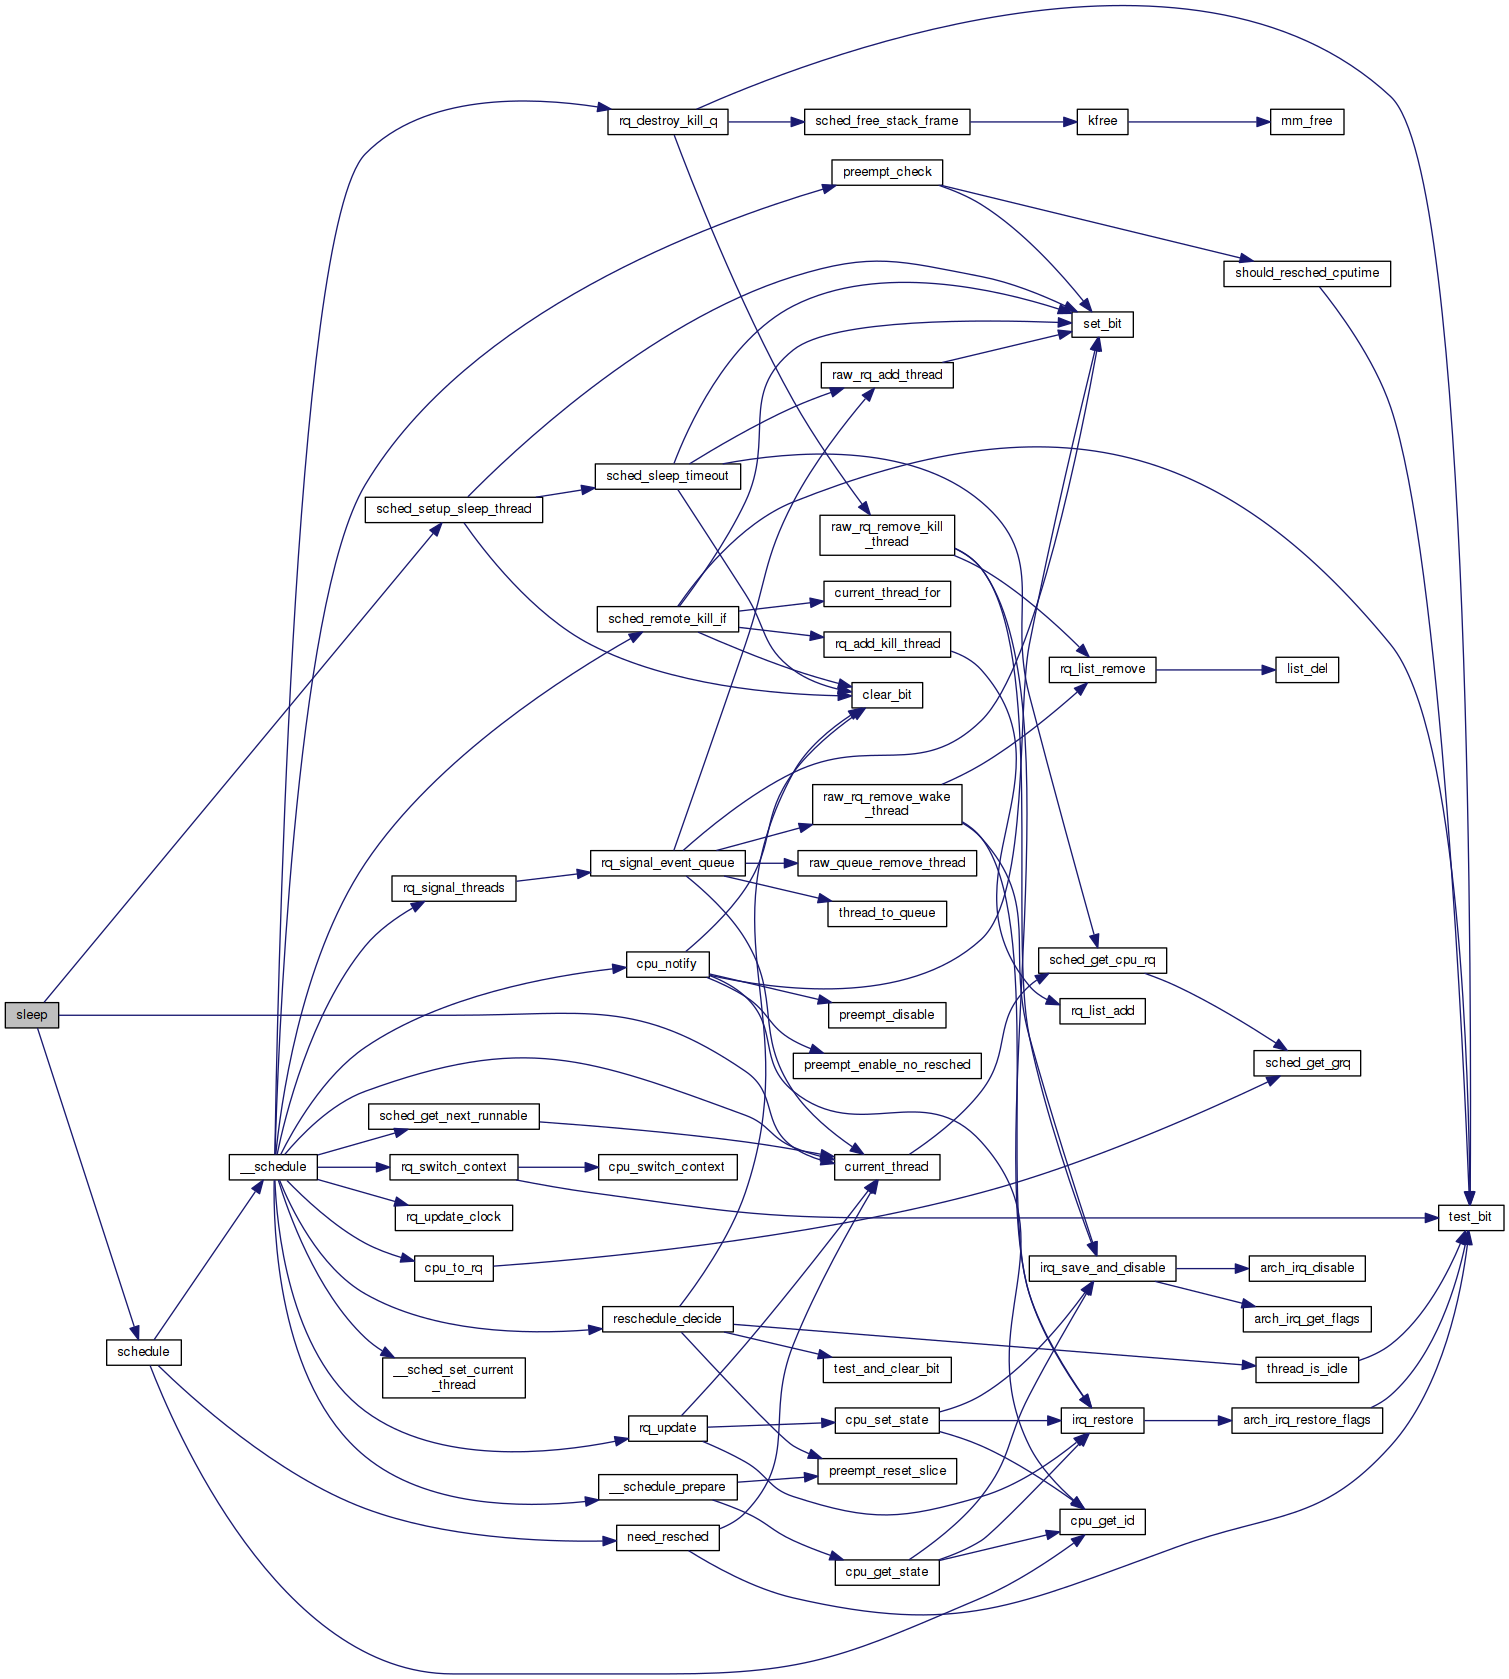 rq_destroy_kill_q
sched_free_stack_frame
kfree
mm_free
preempt_check
should_resched_cputime
set_bit
raw_rq_add_thread
sched_sleep_timeout
sched_setup_sleep_thread
raw_rq_remove_kill
_thread
current_thread_for
sched_remote_kill_if
rq_add_kill_thread
rq_list_remove
list_del
clear_bit
raw_rq_remove_wake
_thread
rq_signal_event_queue
raw_queue_remove_thread
rq_signal_threads
thread_to_queue
cpu_notify
sched_get_cpu_rq
sleep
preempt_disable
rq_list_add
preempt_enable_no_resched
sched_get_grq
sched_get_next_runnable
__schedule
rq_switch_context
cpu_switch_context
current_thread
rq_update_clock
test_bit
cpu_to_rq
irq_save_and_disable
arch_irq_disable
reschedule_decide
arch_irq_get_flags
schedule
__sched_set_current
_thread
test_and_clear_bit
thread_is_idle
rq_update
cpu_set_state
irq_restore
arch_irq_restore_flags
preempt_reset_slice
__schedule_prepare
need_resched
cpu_get_id
cpu_get_state